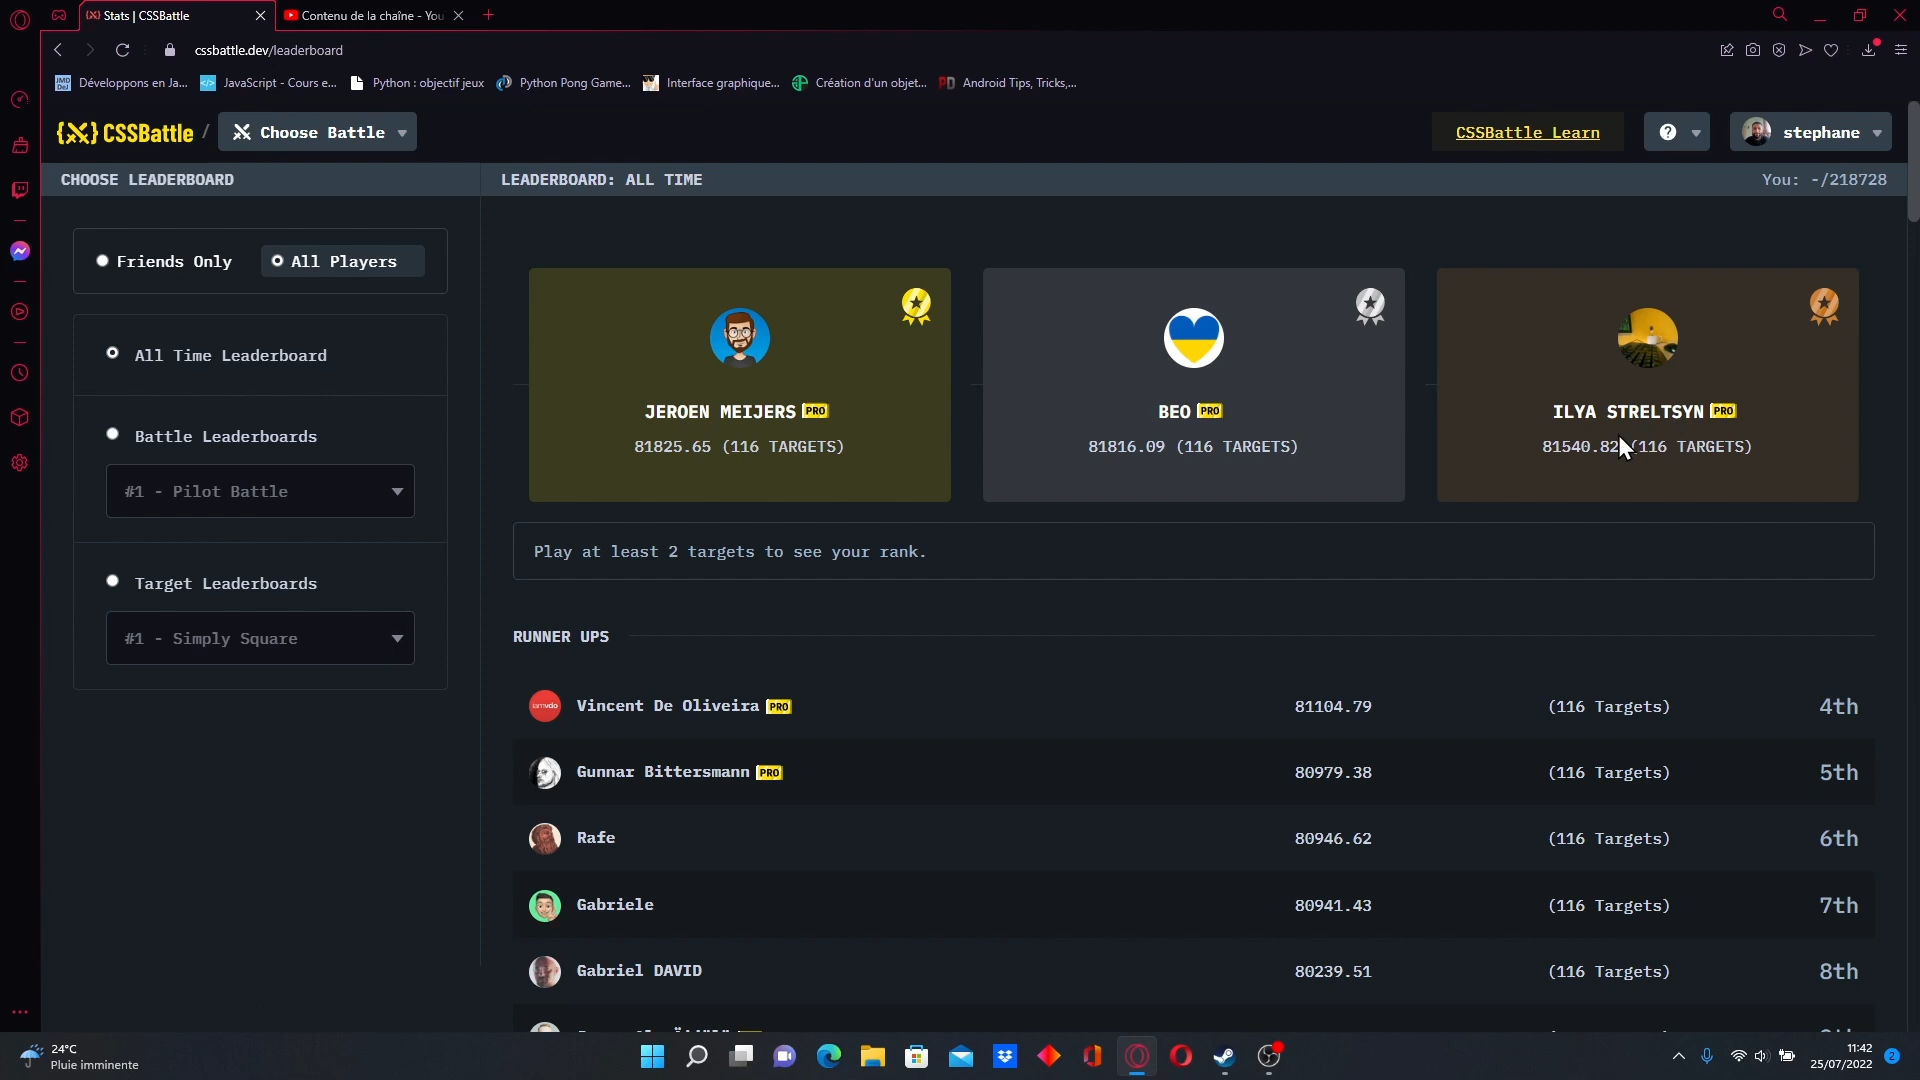 Stats | CSSBattle
Contenu de la chaîne - You
cssbattle.dev/leaderboard
JMD DeJ Développons en Ja...
</> JavaScript - Cours e...
Python : objectif jeux
Python Pong Game...
Interface graphique...
Création d'un objet...
Android Tips, Tricks,...
{X} CSSBattle / Choose Battle
CSSBattle Learn
?
stephane
CHOOSE LEADERBOARD
LEADERBOARD: ALL TIME
You: -/218728
Friends Only
All Players
All Time Leaderboard
Battle Leaderboards
#1 - Pilot Battle
Target Leaderboards
#1 - Simply Square
JEROEN MEIJERS PRO
81825.65 (116 TARGETS)
BEO PRO
81816.09 (116 TARGETS)
ILYA STRELTSYN PRO
81540.82 (116 TARGETS)
Play at least 2 targets to see your rank.
RUNNER UPS
iamvdo Vincent De Oliveira PRO 81104.79 (116 Targets) 4th
Gunnar Bittersmann PRO 80979.38 (116 Targets) 5th
Rafe 80946.62 (116 Targets) 6th
Gabriele 80941.43 (116 Targets) 7th
Gabriel DAVID 80239.51 (116 Targets) 8th
24°C
Pluie imminente
11:42
25/07/2022
2